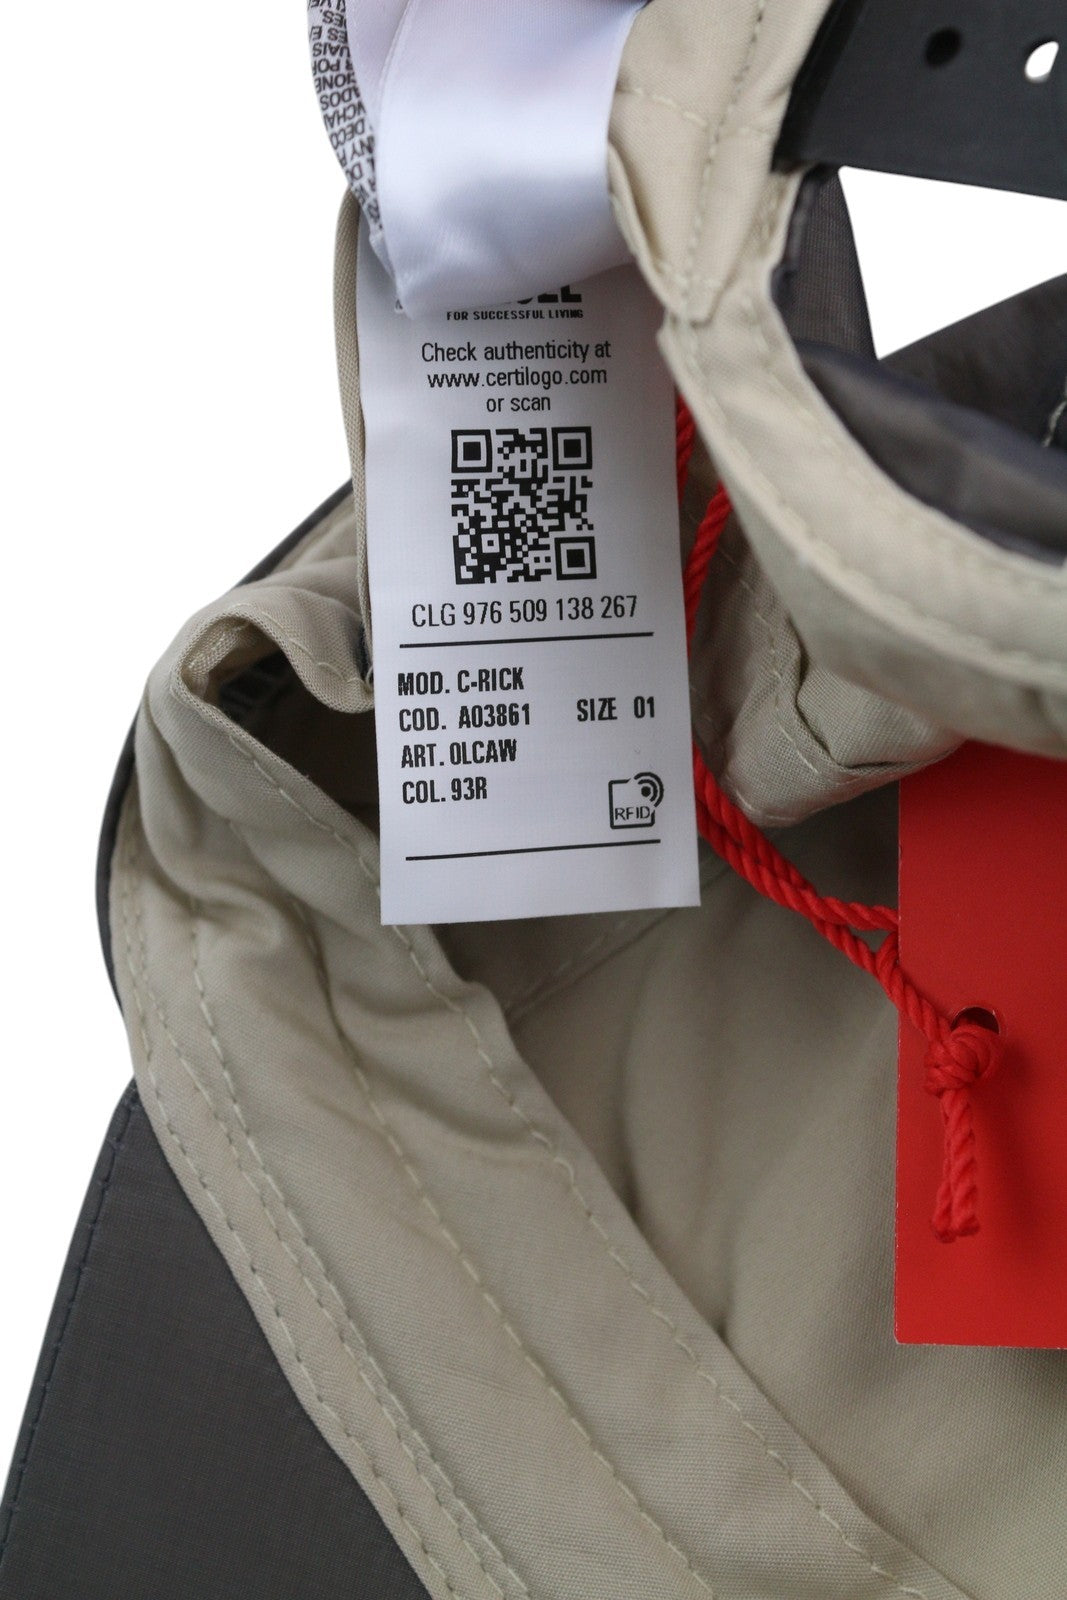 FOR SUCCESSFUL LIVING
Check authenticity at
www.certilogo.com
or scan
CLG 976 509 138 267
MOD. C-RICK
COD. A03861 SIZE 01
ART. 0LCAW
COL. 93R
RFID